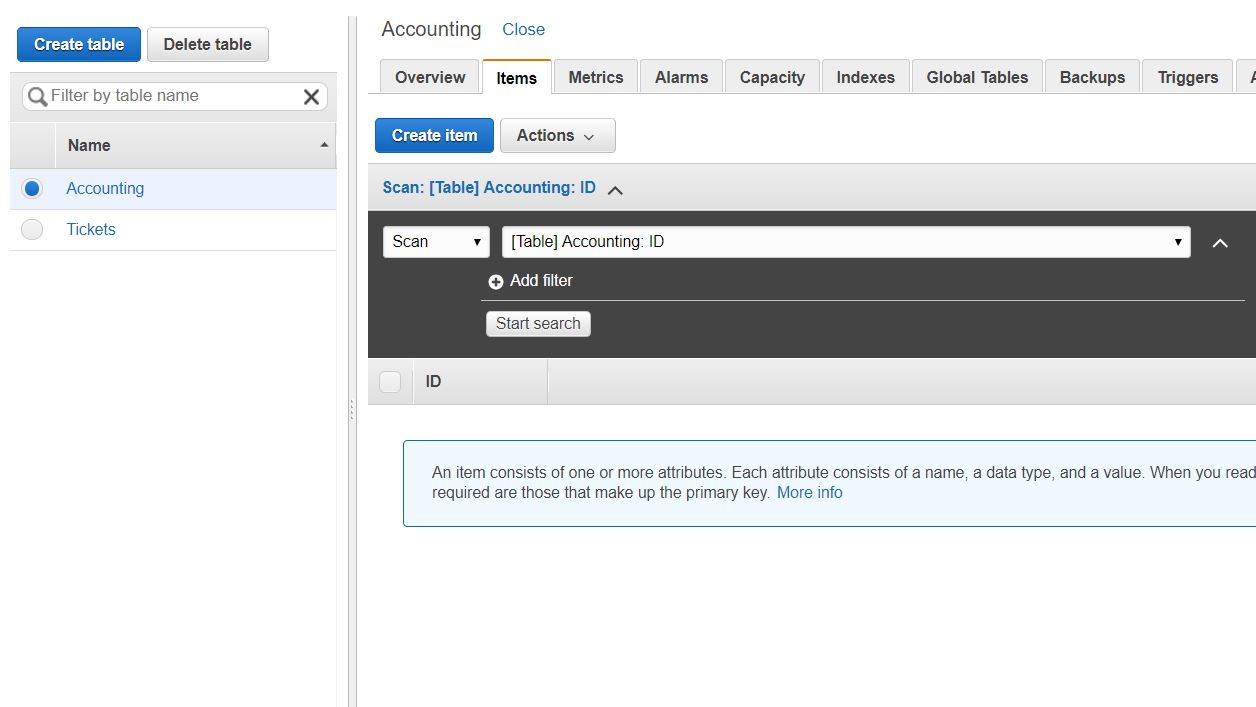 Create table Delete table
Filter by table name
Name
Accounting
Tickets
Accounting Close
Overview Items Metrics Alarms Capacity Indexes Global Tables Backups Triggers
Create item Actions
Scan: [Table] Accounting: ID
Scan [Table] Accounting: ID
Add filter
Start search
ID
An item consists of one or more attributes. Each attribute consists of a name, a data type, and a value. When you read
required are those that make up the primary key. More info